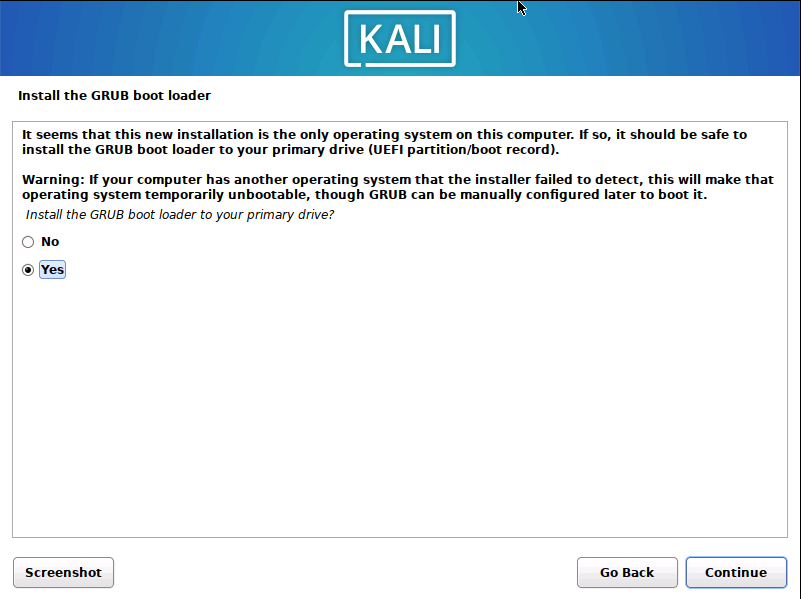 KALI
Install the GRUB boot loader
It seems that this new installation is the only operating system on this computer. If so, it should be safe to
install the GRUB boot loader to your primary drive (UEFI partition/boot record).
Warning: If your computer has another operating system that the installer failed to detect, this will make that
operating system temporarily unbootable, though GRUB can be manually configured later to boot it.
Install the GRUB boot loader to your primary drive?
No
Yes
Screenshot
Go Back
Continue